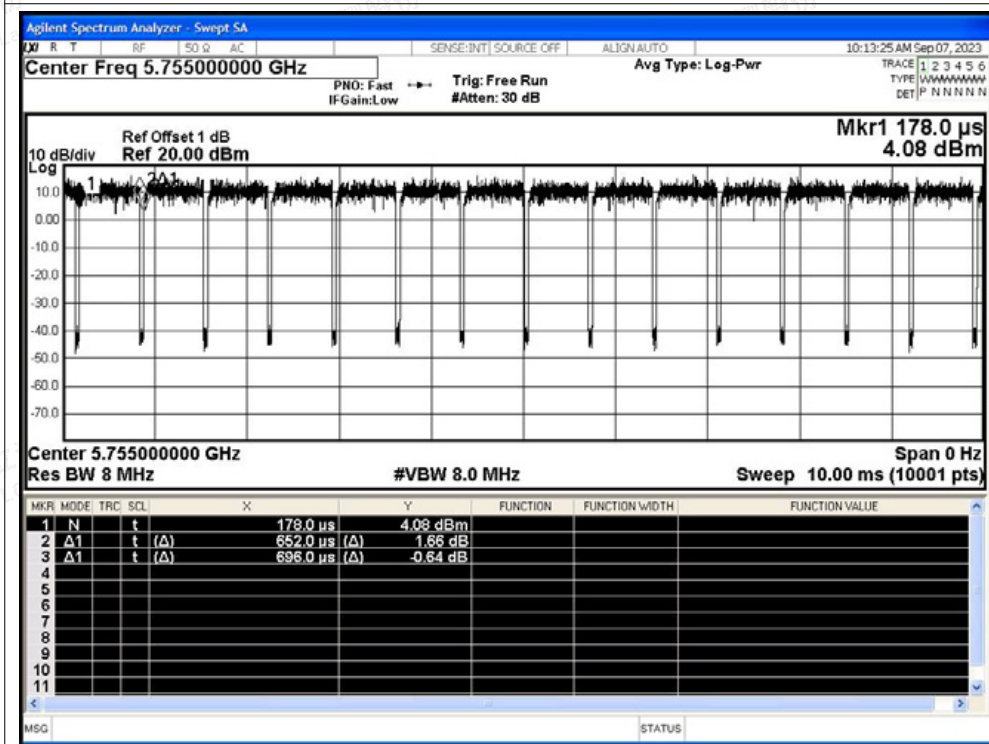 Agilent Spectrum Analyzer - Swept SA
LXI R T RF 50 Ω AC SENSE:INT SOURCE OFF ALIGN AUTO 10:13:25 AM Sep 07, 2023
Center Freq 5.755000000 GHz Avg Type: Log-Pwr TRACE 1 2 3 4 5 6
PNO: Fast Trig: Free Run TYPE WWWWWW
IFGain:Low #Atten: 30 dB DET P N N N N N
Mkr1 178.0 µs
4.08 dBm
Ref Offset 1 dB
10 dB/div Ref 20.00 dBm
Log
10.0
1 2Δ1
0.00
-10.0
-20.0
-30.0
-40.0
-50.0
-60.0
-70.0
Center 5.755000000 GHz Span 0 Hz
Res BW 8 MHz #VBW 8.0 MHz Sweep 10.00 ms (10001 pts)
MKR MODE TRC SCL X Y FUNCTION FUNCTION WIDTH FUNCTION VALUE
1 N t 178.0 µs 4.08 dBm
2 Δ1 t (Δ) 652.0 µs (Δ) 1.66 dB
3 Δ1 t (Δ) 696.0 µs (Δ) -0.64 dB
4
5
6
7
8
9
10
11
MSG STATUS